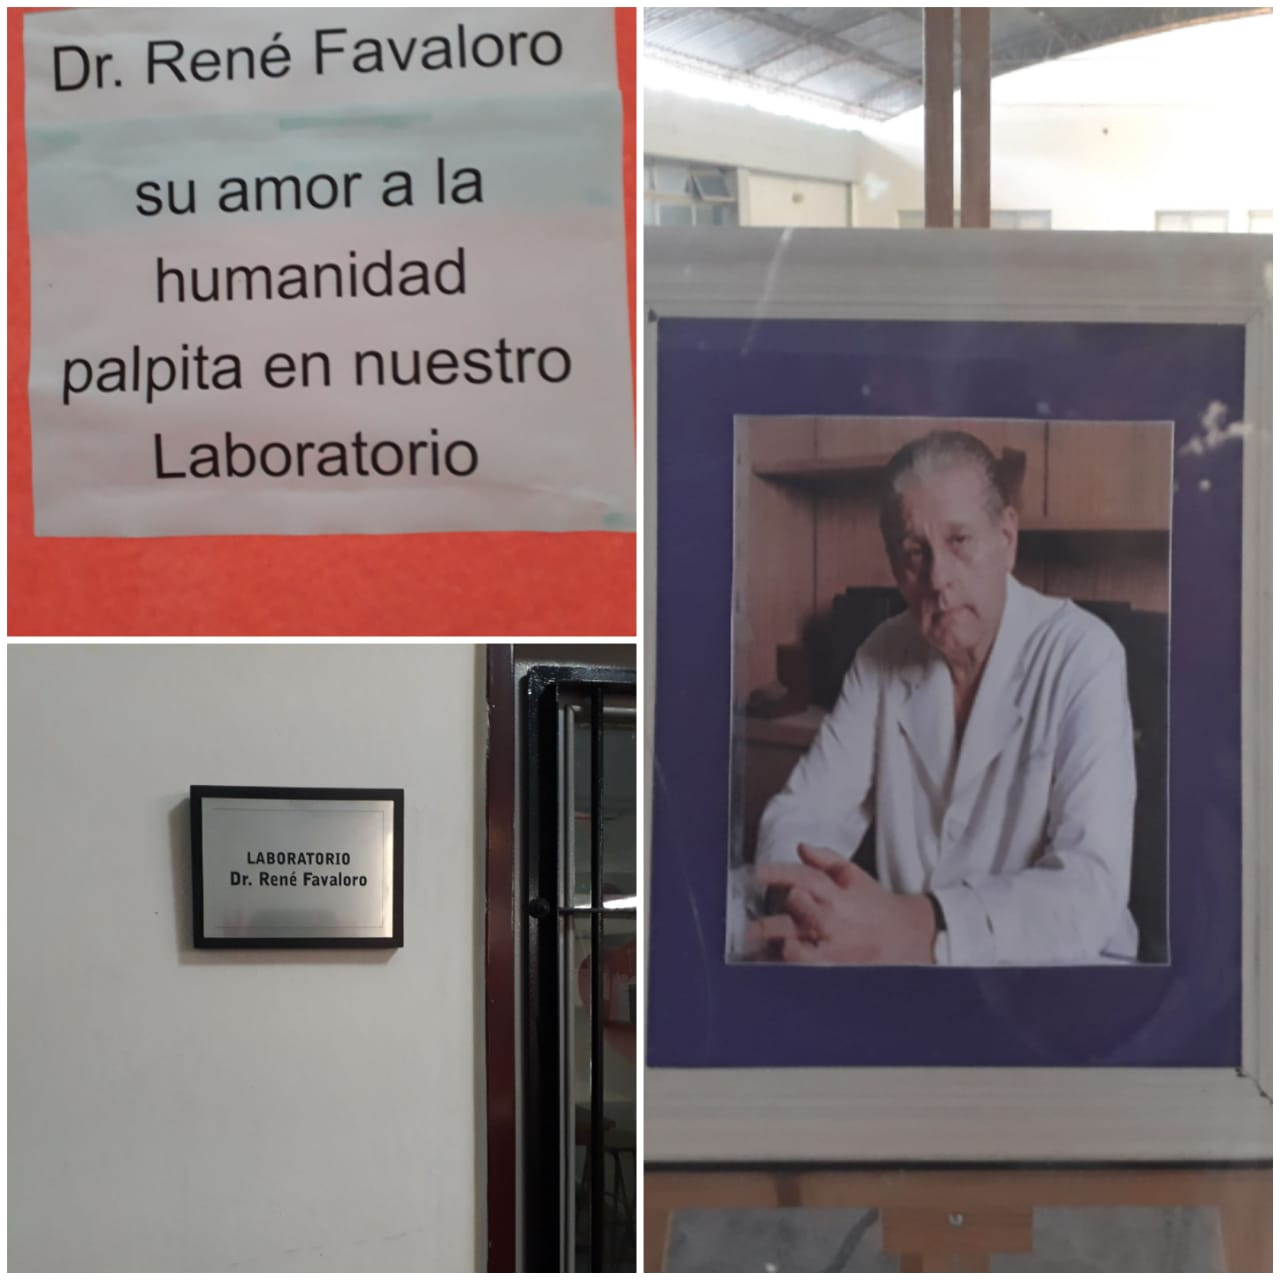 Dr. René Favaloro
su amor a la
humanidad
palpita en nuestro
Laboratorio
LABORATORIO
Dr. René Favaloro